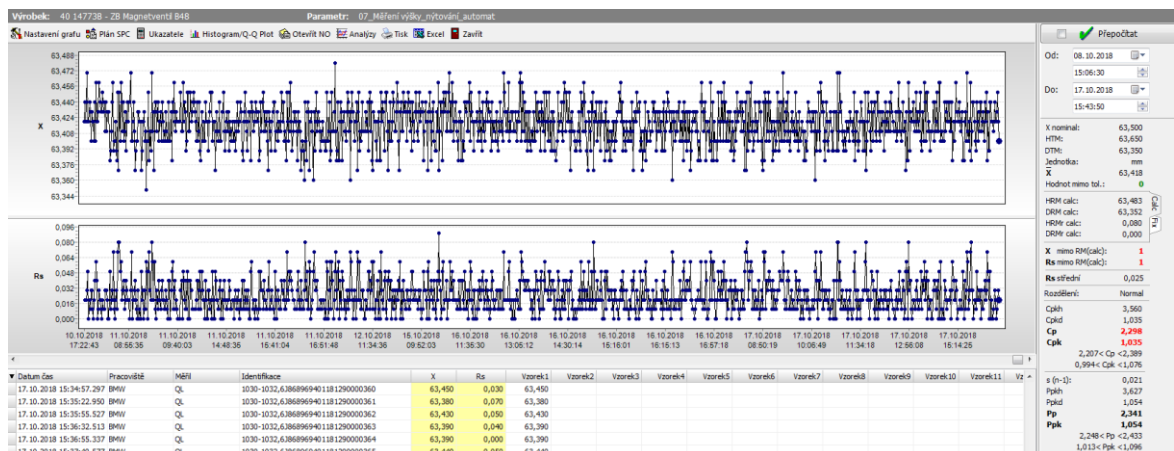 Výrobek: 40 147738 - ZB Magnetventil B48 Parametr: 07_Měření výšky_nýtování_automat
Nastavení grafu Plán SPC Ukazatele Histogram/Q-Q Plot Otevřít NO Analýzy Tisk Excel Zavřít
63,488
63,472
63,456
63,440
63,424
63,408
63,392
63,376
63,360
63,344
X
0,096
0,080
0,064
0,048
0,032
0,016
0,000
Rs
10.10.2018 11.10.2018 11.10.2018 11.10.2018 11.10.2018 11.10.2018 12.10.2018 16.10.2018 16.10.2018 16.10.2018 16.10.2018 16.10.2018 16.10.2018 16.10.2018 17.10.2018 17.10.2018 17.10.2018 17.10.2018 17.10.2018
17:22:43 08:56:36 09:40:03 14:48:36 15:41:04 16:51:48 11:34:36 09:52:03 11:36:30 13:06:12 14:30:14 16:16:01 16:16:13 16:57:18 08:50:19 10:06:49 11:34:18 12:56:08 15:14:26
Datum čas Pracoviště Měřil Identifikace X Rs Vzorek1 Vzorek2 Vzorek3 Vzorek4 Vzorek5 Vzorek6 Vzorek7 Vzorek8 Vzorek9 Vzorek10 Vzorek11 Vz
17.10.2018 15:34:57.297 BMW QL 1030-1032,6J8689694011812900003​60 63,450 0,030 63,450
17.10.2018 15:35:22.950 BMW QL 63,380 0,070 63,380
17.10.2018 15:35:55.527 BMW QL 63,430 0,050 63,430
17.10.2018 15:36:32.513 BMW QL 63,390 0,040 63,390
17.10.2018 15:36:55.337 BMW QL 63,390 0,000 63,390
Přepočítat
Od: 08.10.2018
15:06:30
Do: 17.10.2018
15:43:50
X nominal: 63,500
HTM: 63,650
DTM: 63,350
Jednotka: mm
X 63,418
Hodnot mimo tol.: 0
HRM calc: 63,483
DRM calc: 63,352
HRMr calc: 0,080
DRMr calc: 0,000
Calc
Fix
X mimo RM(calc): 1
Rs mimo RM(calc): 1
Rs střední 0,025
Rozdělení: Normal
Cpkh 3,560
Cpkd 1,035
Cp 2,298
Cpk 1,035
2,207< Cp <2,389
0,994< Cpk <1,076
s (n-1): 0,021
Ppkh 3,627
Ppkd 1,054
Pp 2,341
Ppk 1,054
2,248< Pp <2,433
1,013< Ppk <1,096